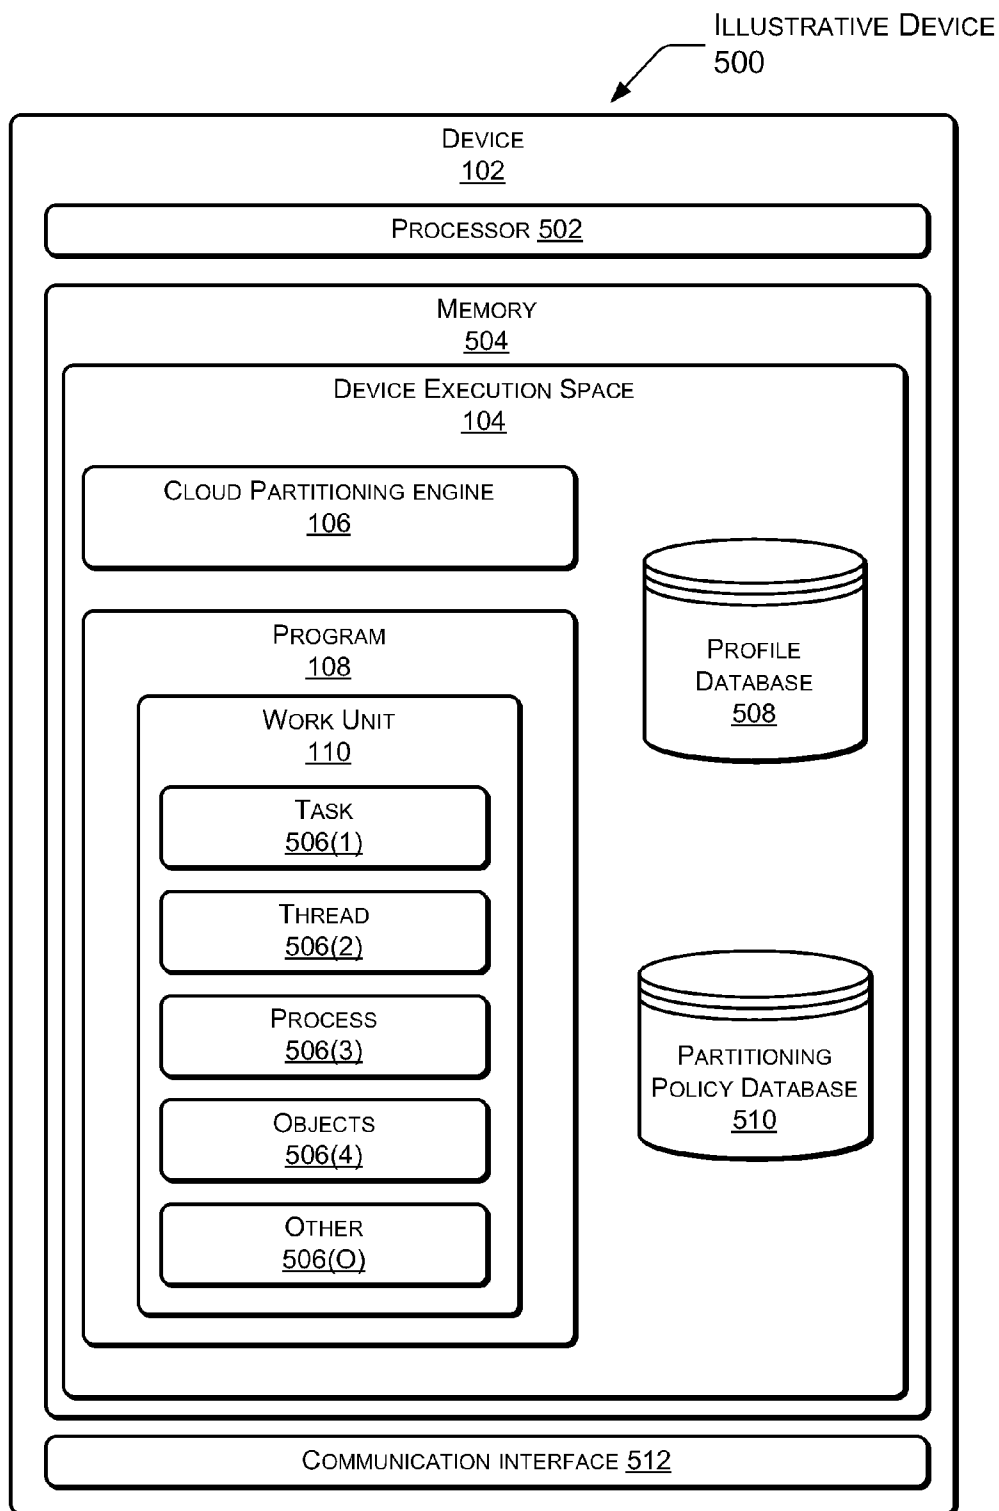 ILLUSTRATIVE DEVICE
500
DEVICE
102
PROCESSOR 502
MEMORY
504
DEVICE EXECUTION SPACE
104
CLOUD PARTITIONING ENGINE
106
PROGRAM
108
WORK UNIT
110
TASK
506(1)
THREAD
506(2)
PROCESS
506(3)
OBJECTS
506(4)
OTHER
506(O)
PROFILE
DATABASE
508
PARTITIONING
POLICY DATABASE
510
COMMUNICATION INTERFACE 512